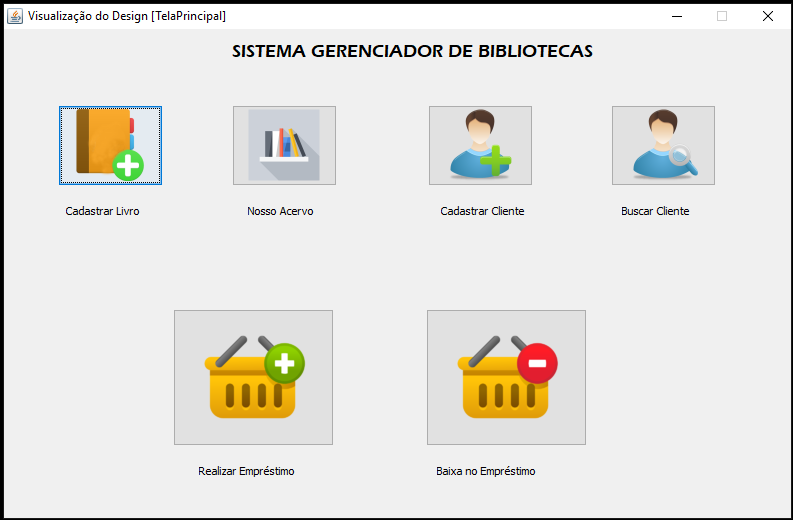 Visualização do Design [TelaPrincipal]
SISTEMA GERENCIADOR DE BIBLIOTECAS
Cadastrar Livro
Nosso Acervo
Cadastrar Cliente
Buscar Cliente
Realizar Empréstimo
Baixa no Empréstimo